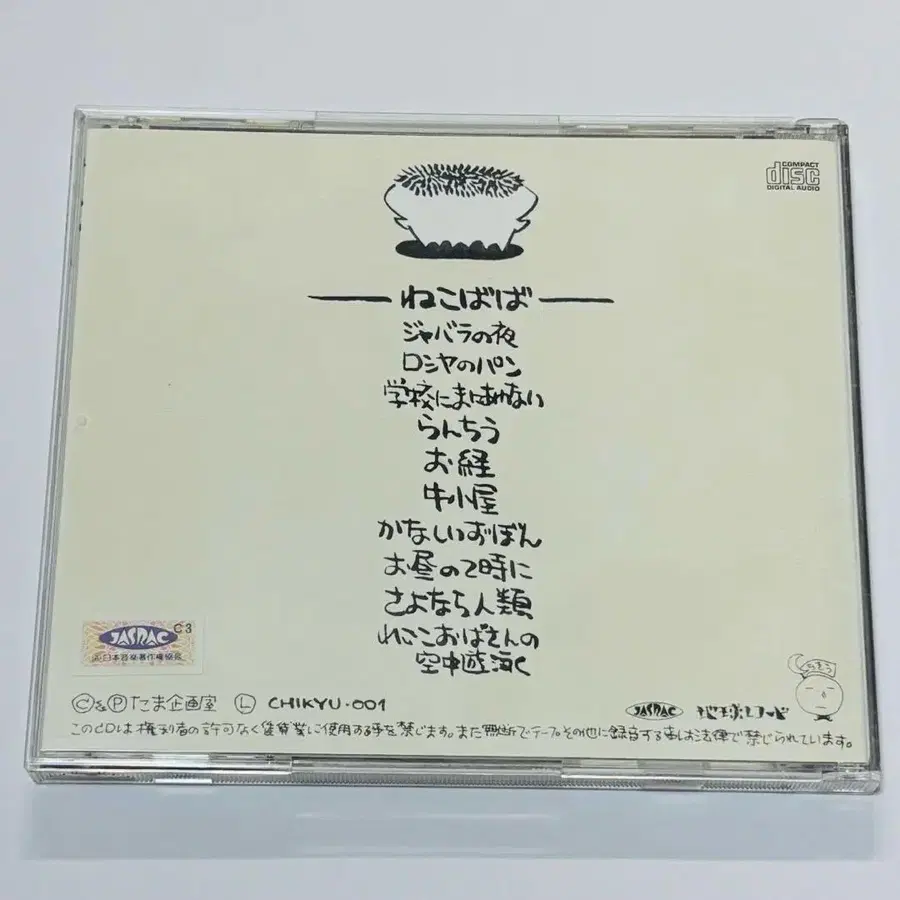 COMPACT
disc
DIGITAL AUDIO
ねこばば
ジャバラの夜
ロシヤのパン
学校にまにあわない
らんちう
お経
牛小屋
かなしいずぼん
お昼の2時に
さよなら人類
れいこおばさんの
空中遊泳
C3
JASRAC
(社)日本音楽著作権協会
ちきう
Ⓒ&Ⓟたま企画室 Ⓛ CHIKYU-001
JASRAC 地球レコード
このCDは権利者の許可なく賃貸業に使用する事を禁じます。また無断でテープその他に録音する事は法律で禁じられています。